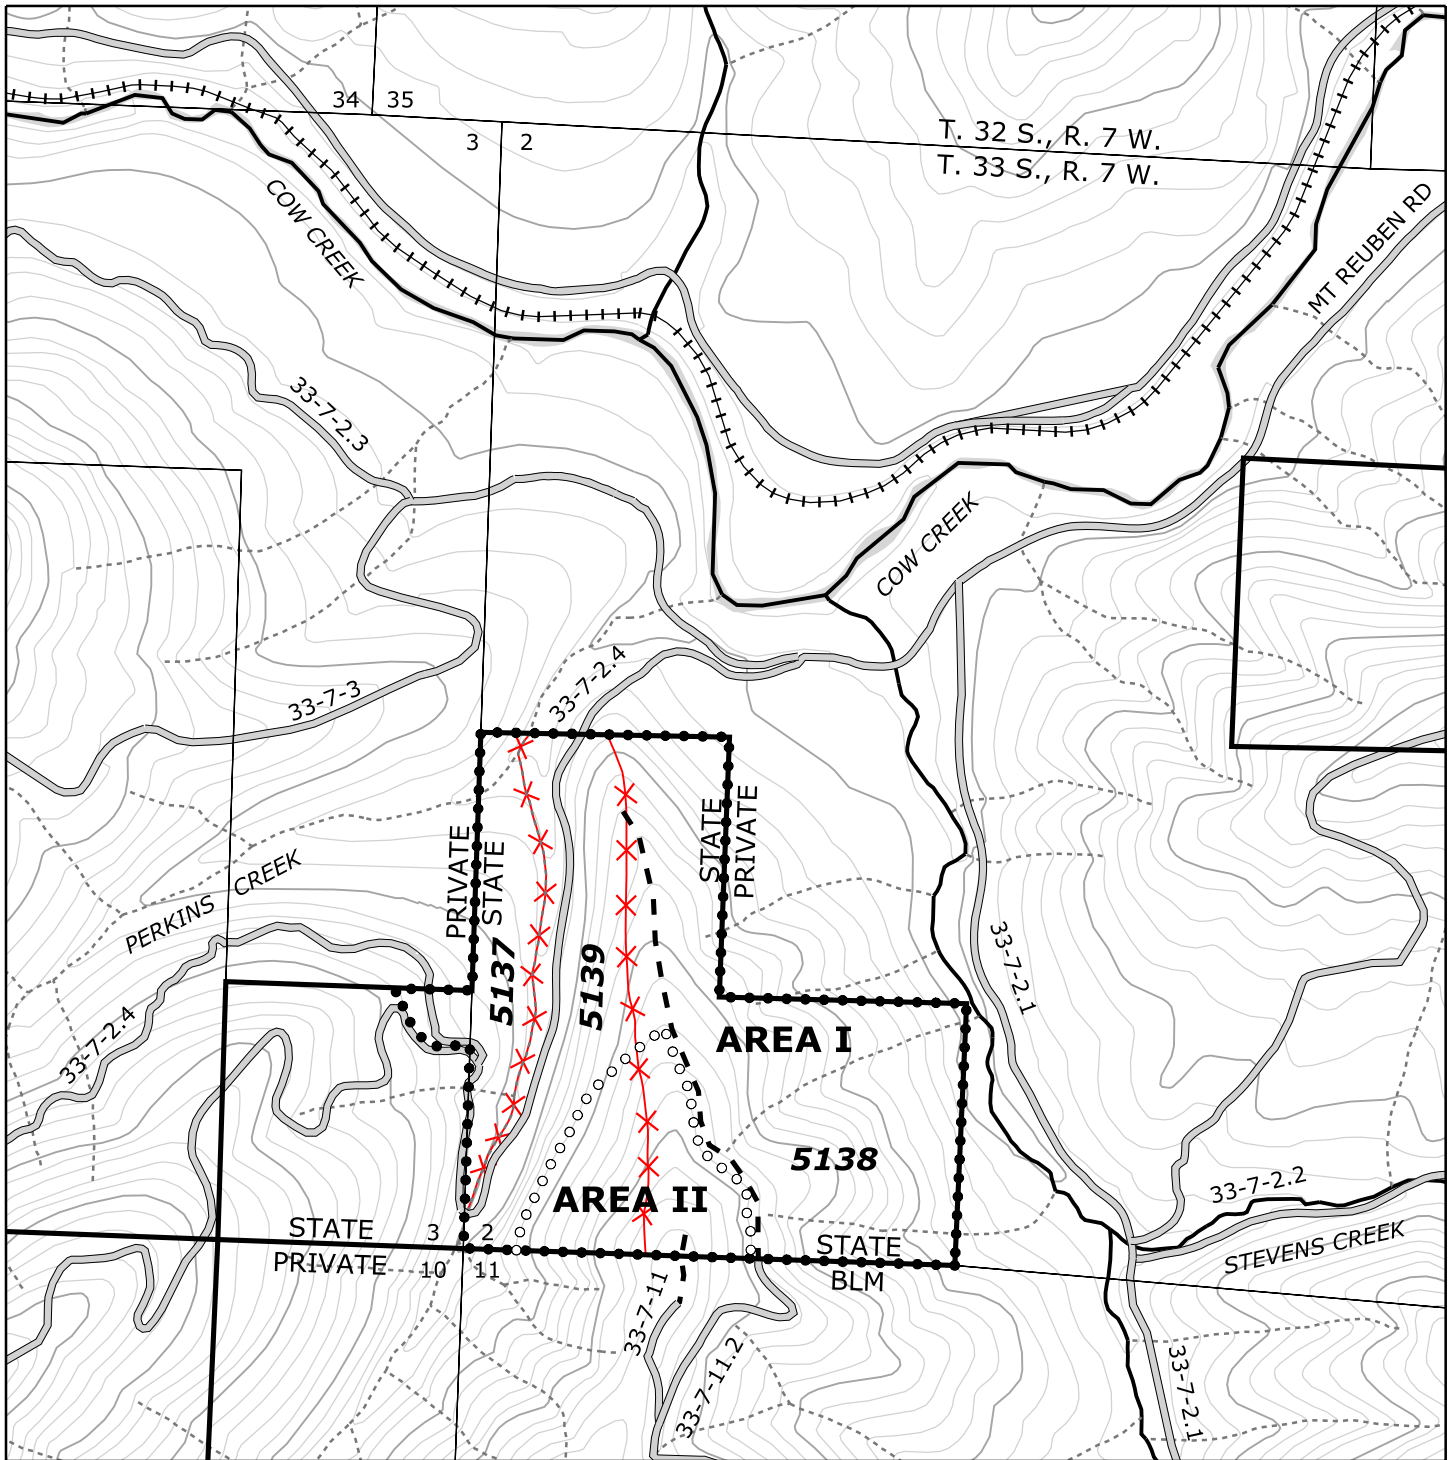 34 35
3 2
T. 32 S., R. 7 W.
T. 33 S., R. 7 W.
COW CREEK
MT REUBEN RD
33-7-2.3
COW CREEK
33-7-2.4
33-7-3
PRIVATE
STATE
STATE
PRIVATE
PERKINS CREEK
5137
5139
33-7-2.1
33-7-2.4
AREA I
5138
AREA II
33-7-2.2
STEVENS CREEK
STATE
PRIVATE
3 2
10 11
STATE
BLM
33-7-11
33-7-11.2
33-7-2.1